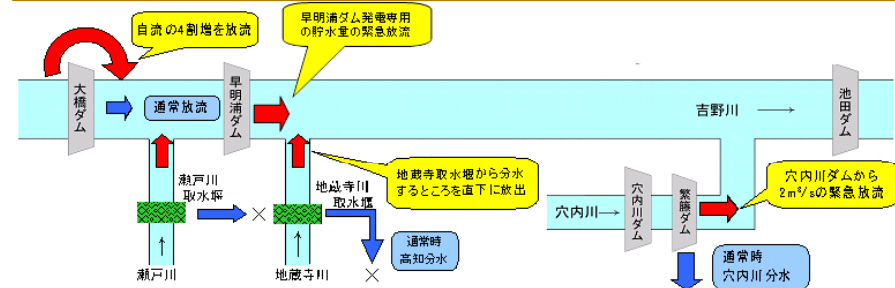 自流の4割増を放流
早明浦ダム発電専用
の貯水量の緊急放流
大橋ダム
通常放流
早明浦ダム
吉野川
池田ダム
瀬戸川
取水堰
地蔵寺川
取水堰
地蔵寺取水堰から分水
するところを直下に放出
穴内川
穴内川ダム
繁藤ダム
穴内川ダムから
2m³/sの緊急放流
通常時
高知分水
通常時
穴内川分水
瀬戸川
地蔵寺川